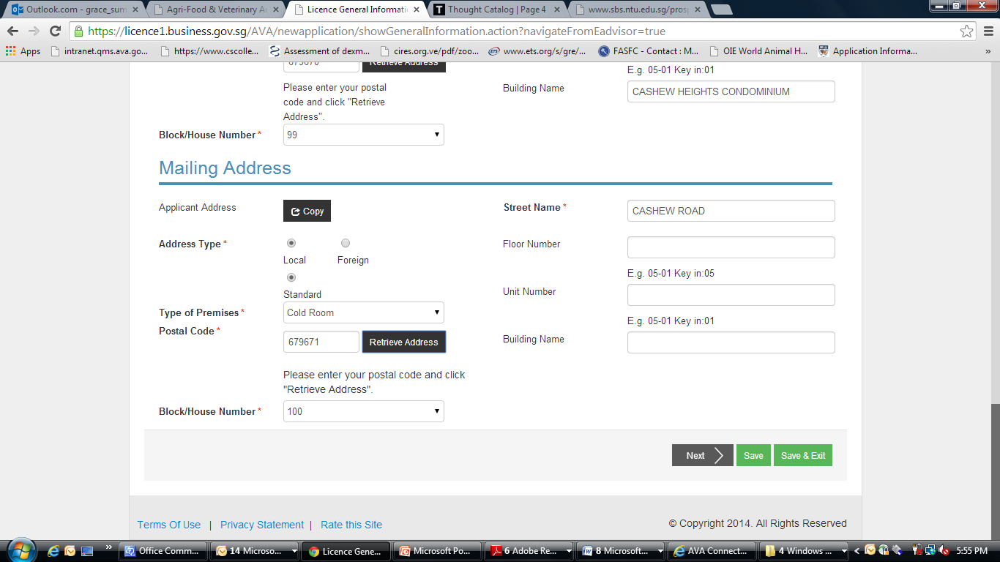 Outlook.com - grace_sum
Agri-Food & Veterinary A
Licence General Informati
Thought Catalog | Page 4
www.sbs.ntu.edu.sg/prosp
https://licence1.business.gov.sg/AVA/newapplication/showGeneralInformation.action?navigateFromEadvisor=true
Apps
intranet.qms.ava.go...
https://www.cscolle...
Assessment of dexm...
cires.org.ve/pdf/zoo...
www.ets.org/s/gre/...
FASFC - Contact : M...
OIE World Animal H...
Application Informa...
»
679670
Retrieve Address
E.g. 05-01 Key in:01
Please enter your postal
code and click "Retrieve
Address".
Building Name
CASHEW HEIGHTS CONDOMINIUM
Block/House Number *
99
Mailing Address
Applicant Address
Copy
Street Name *
CASHEW ROAD
Address Type *
Local
Foreign
Floor Number
Standard
E.g. 05-01 Key in:05
Type of Premises *
Cold Room
Unit Number
Postal Code *
679671
Retrieve Address
E.g. 05-01 Key in:01
Building Name
Please enter your postal code and click
"Retrieve Address".
Block/House Number *
100
Next
Save
Save & Exit
Terms Of Use | Privacy Statement | Rate this Site
© Copyright 2014. All Rights Reserved
»
Office Comm...
14 Microso...
Licence Gene...
Microsoft Po...
6 Adobe Re...
8 Microsoft...
AVA Connect...
4 Windows ...
5:55 PM